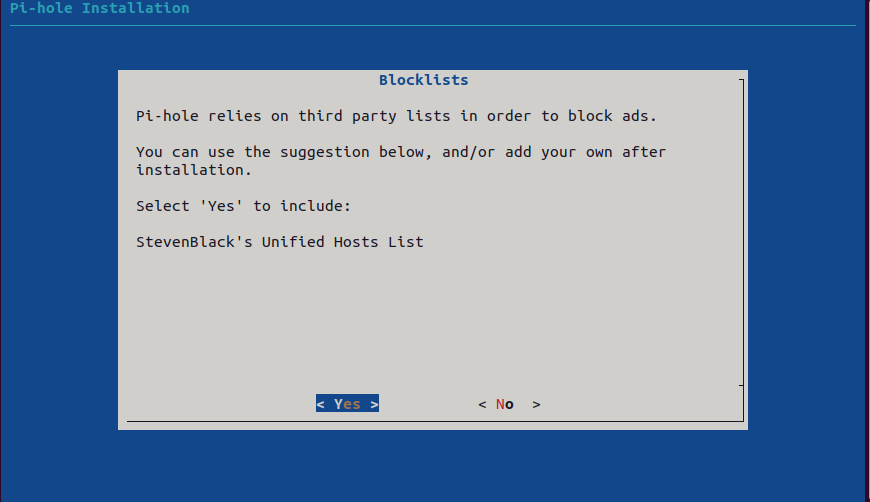 Pi-hole Installation
Blocklists
Pi-hole relies on third party lists in order to block ads.
You can use the suggestion below, and/or add your own after
installation.
Select 'Yes' to include:
StevenBlack's Unified Hosts List
< Yes > < No >